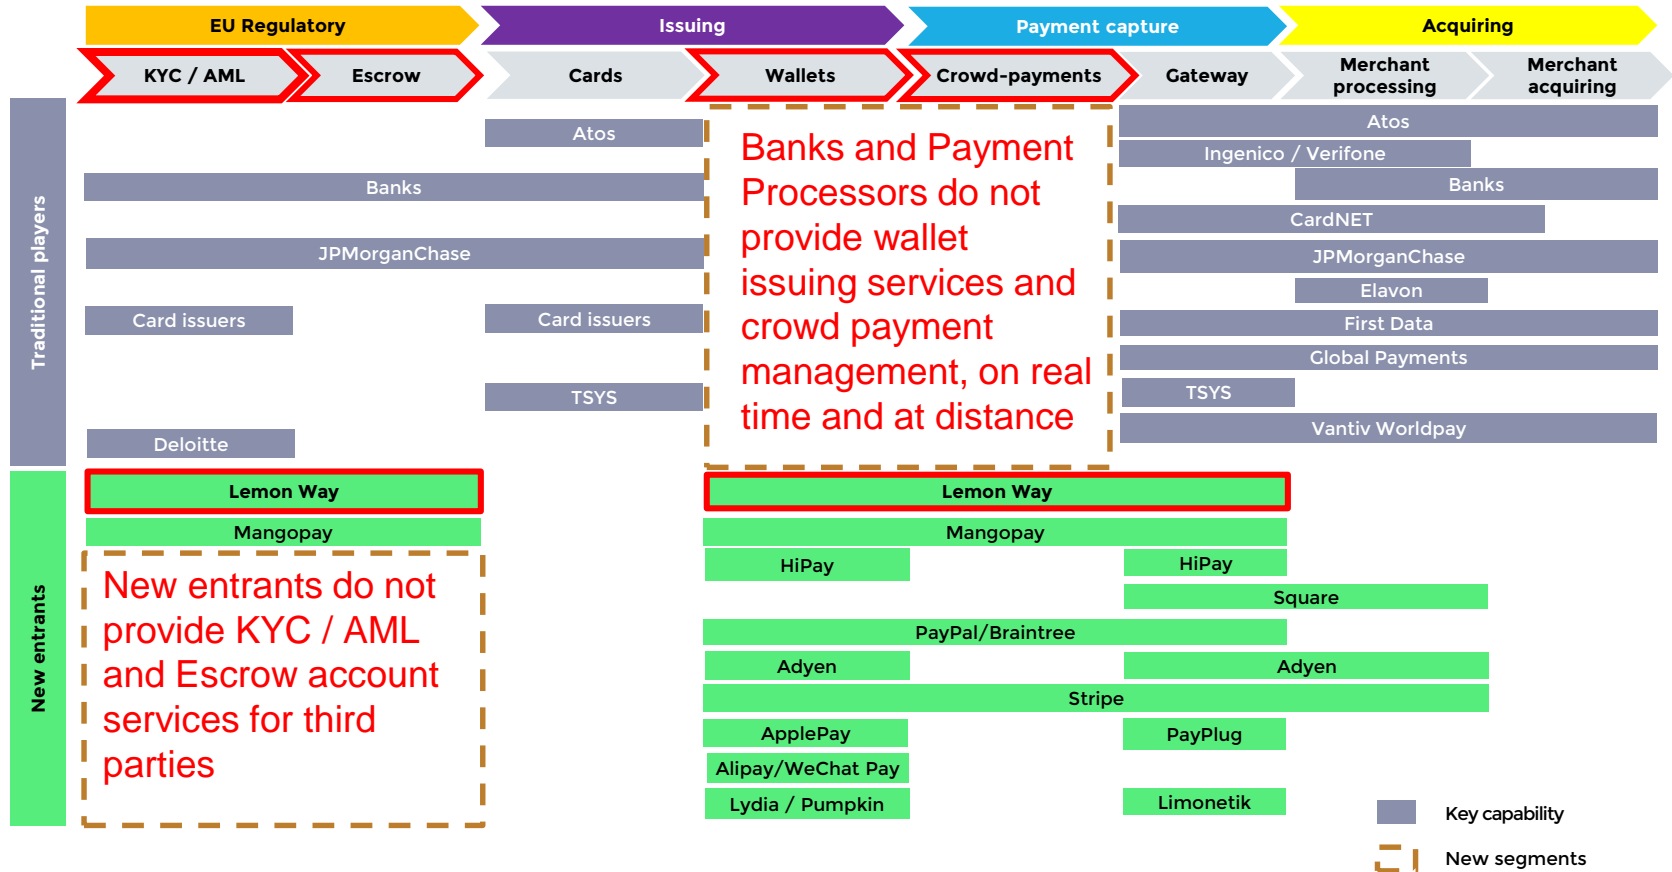 EU Regulatory
Issuing
Payment capture
Acquiring
KYC / AML
Escrow
Cards
Wallets
Crowd-payments
Gateway
Merchant
processing
Merchant
acquiring
Traditional players
Atos
Banks
JPMorganChase
Card issuers
Card issuers
TSYS
Deloitte
Banks and Payment
Processors do not
provide wallet
issuing services and
crowd payment
management, on real
time and at distance
Atos
Ingenico / Verifone
Banks
CardNET
JPMorganChase
Elavon
First Data
Global Payments
TSYS
Vantiv Worldpay
New entrants
Lemon Way
Lemon Way
Mangopay
Mangopay
New entrants do not
provide KYC / AML
and Escrow account
services for third
parties
HiPay
HiPay
Square
PayPal/Braintree
Adyen
Adyen
Stripe
ApplePay
PayPlug
Alipay/WeChat Pay
Lydia / Pumpkin
Limonetik
Key capability
New segments